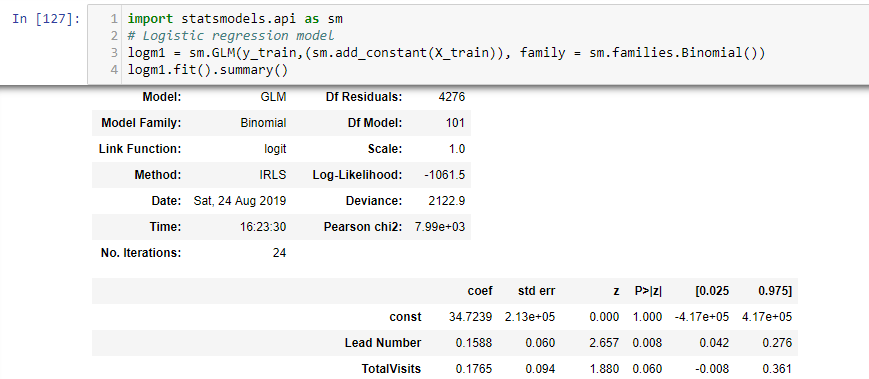 In [127]:
1 import statsmodels.api as sm
2 # Logistic regression model
3 logm1 = sm.GLM(y_train,(sm.add_constant(X_train)), family = sm.families.Binomial())
4 logm1.fit().summary()
Model: GLM Df Residuals: 4276
Model Family: Binomial Df Model: 101
Link Function: logit Scale: 1.0
Method: IRLS Log-Likelihood: -1061.5
Date: Sat, 24 Aug 2019 Deviance: 2122.9
Time: 16:23:30 Pearson chi2: 7.99e+03
No. Iterations: 24
coef std err z P>|z| [0.025 0.975]
const 34.7239 2.13e+05 0.000 1.000 -4.17e+05 4.17e+05
Lead Number 0.1588 0.060 2.657 0.008 0.042 0.276
TotalVisits 0.1765 0.094 1.880 0.060 -0.008 0.361